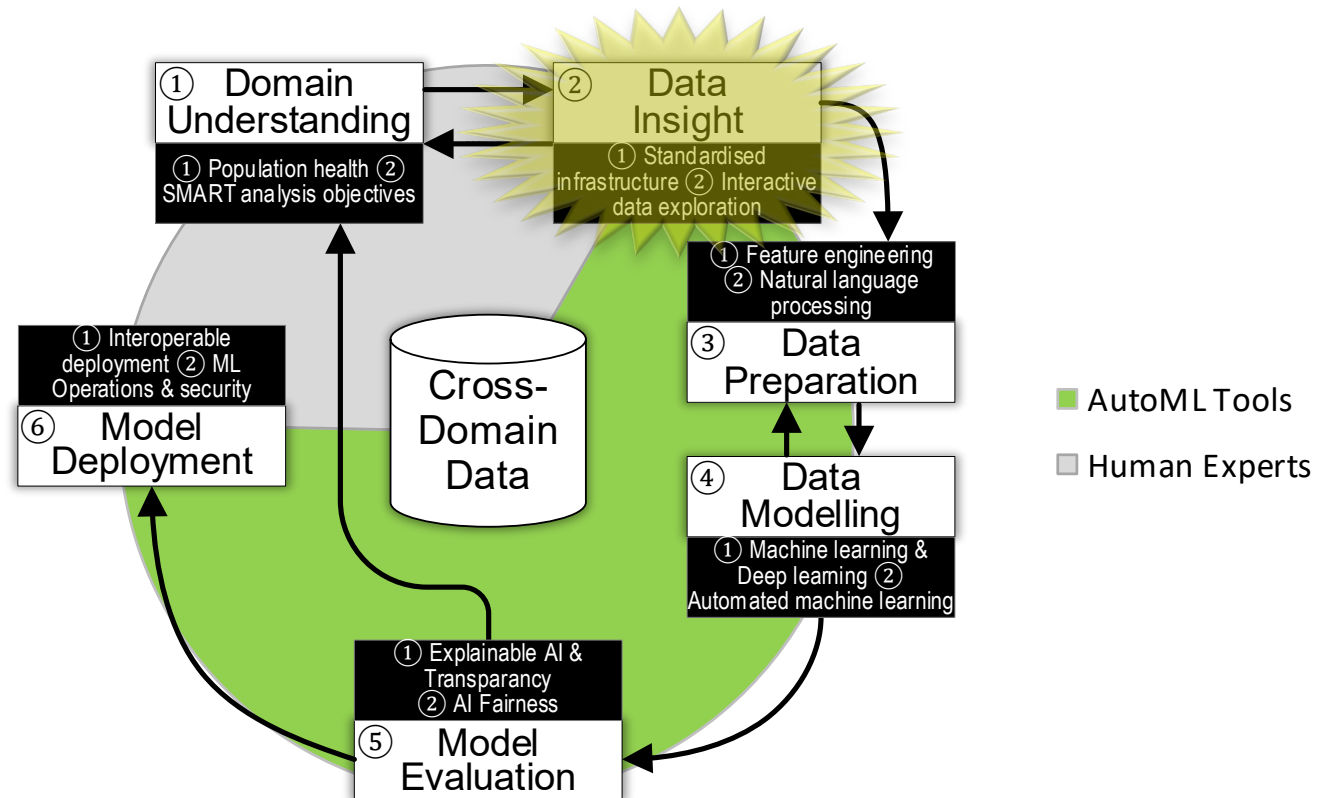 ① Domain
Understanding
① Population health ②
SMART analysis objectives
② Data
Insight
① Standardised
infrastructure ② Interactive
data exploration
① Feature engineering
② Natural language
processing
③ Data
Preparation
④ Data
Modelling
① Machine learning &
Deep learning ②
Automated machine learning
① Explainable AI &
Transparancy
② AI Fairness
⑤ Model
Evaluation
① Interoperable
deployment ② ML
Operations & security
⑥ Model
Deployment
Cross-
Domain
Data
AutoML Tools
Human Experts